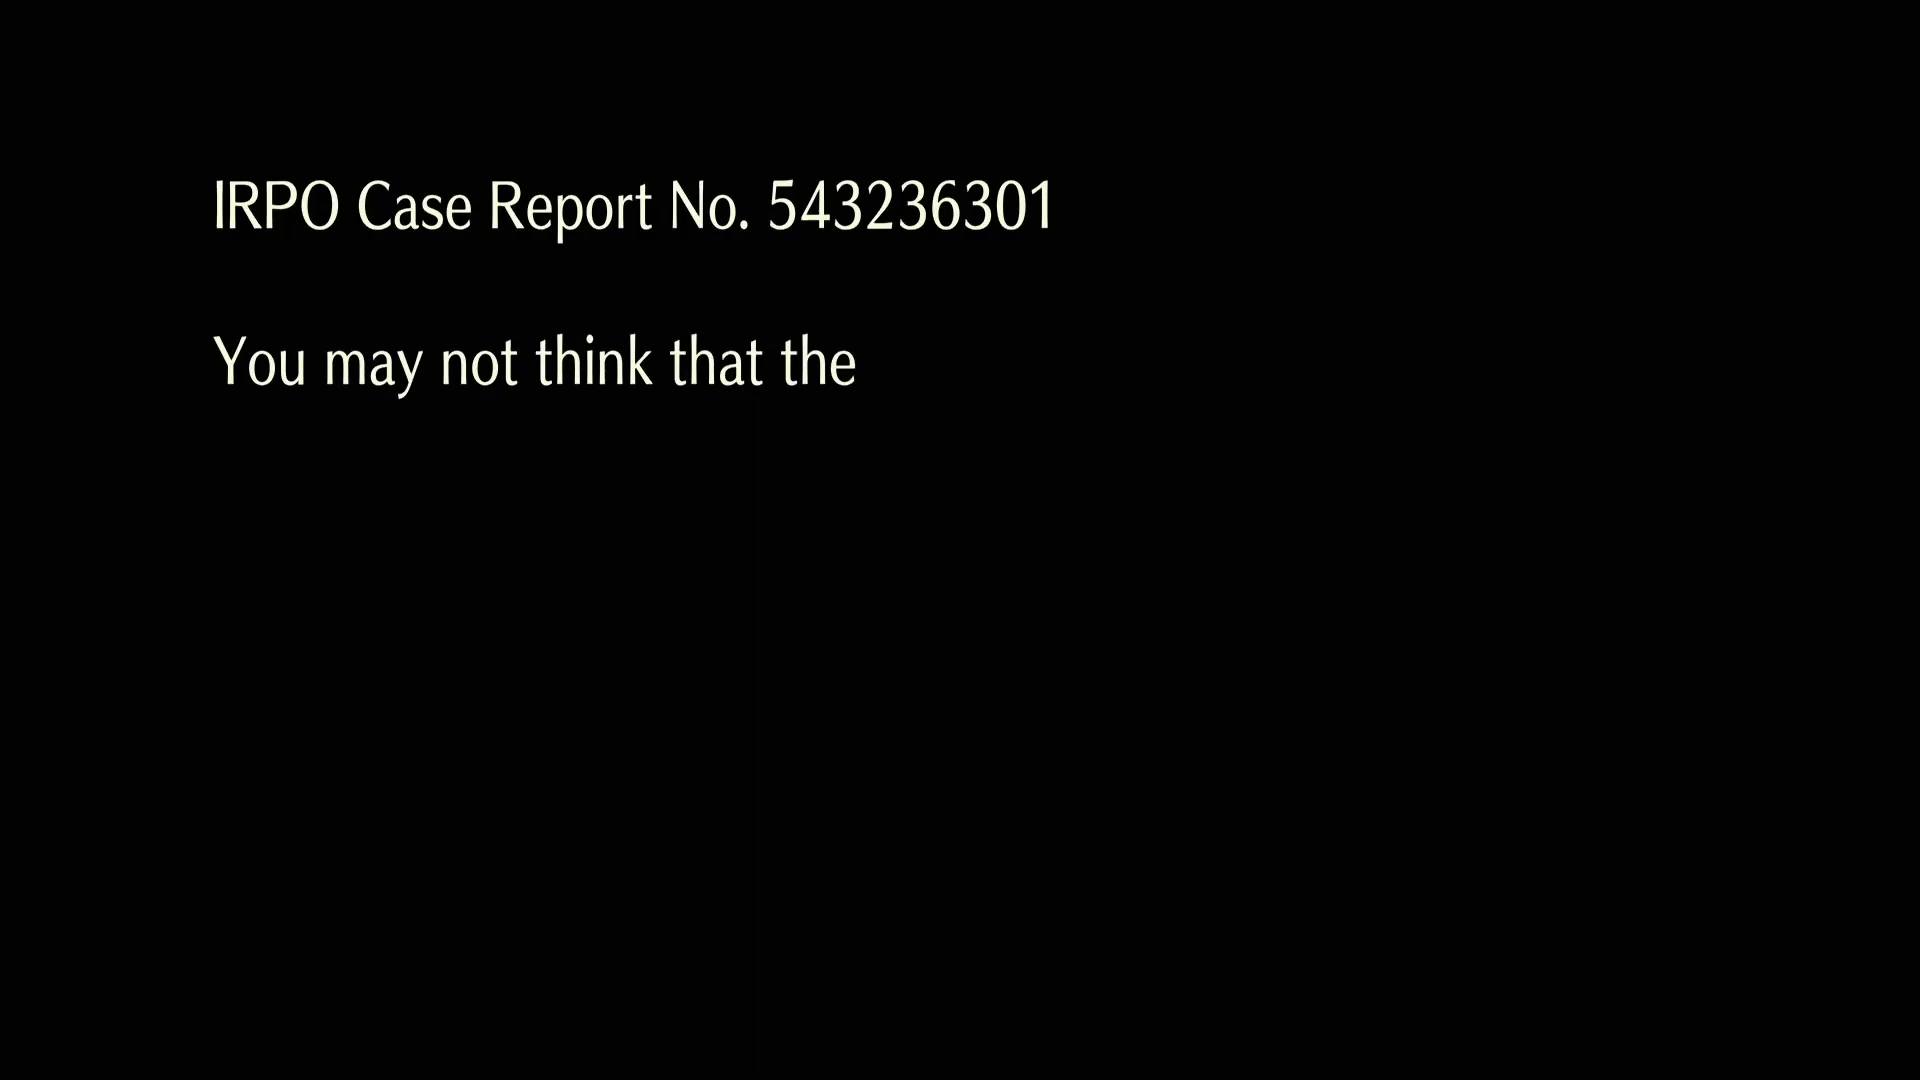 IRPO Case Report No. 543236301
You may not think that the